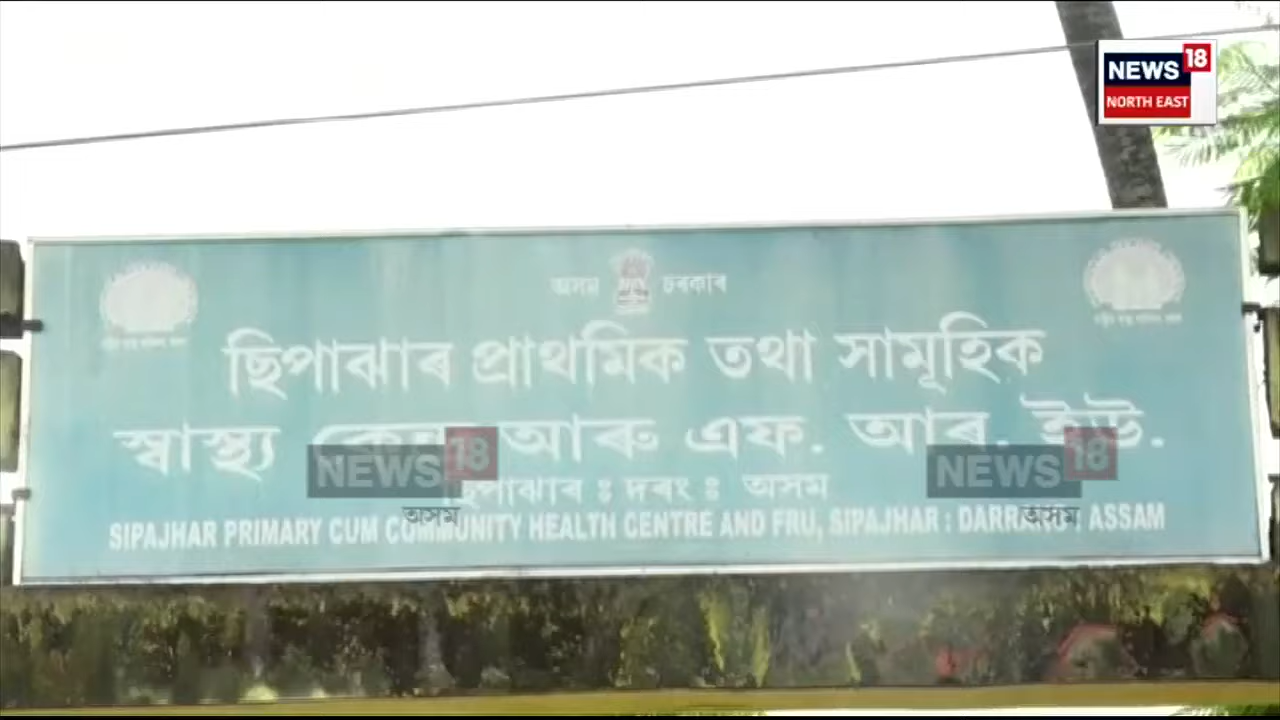 NEWS 18
NORTH EAST
অসম চৰকাৰ
ছিপাঝাৰ প্ৰাথমিক তথা সামূহিক
স্বাস্থ্য কেন্দ্ৰ আৰু এফ. আৰ. ইউ.
NEWS 18
NEWS 18
ছিপাঝাৰ ঃ দৰং ঃ অসম
অসম
অসম
SIPAJHAR PRIMARY CUM COMMUNITY HEALTH CENTRE AND FRU, SIPAJHAR : DARRANG : ASSAM